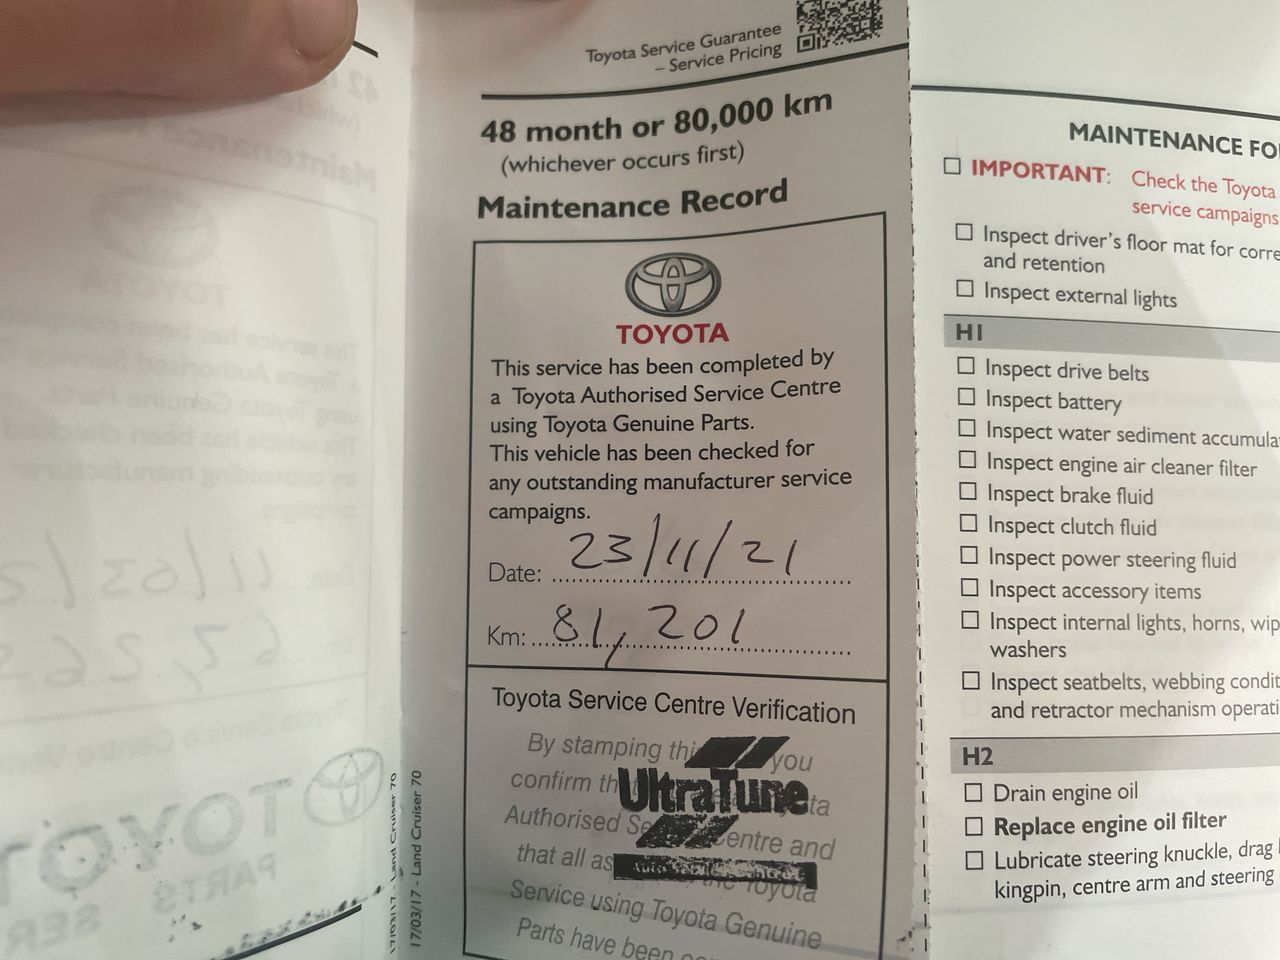 Toyota Service Guarantee
– Service Pricing
48 month or 80,000 km
(whichever occurs first)
Maintenance Record
TOYOTA
This service has been completed by
a Toyota Authorised Service Centre
using Toyota Genuine Parts.
This vehicle has been checked for
any outstanding manufacturer service
campaigns.
Date: 23/11/21
Km: 81,201
Toyota Service Centre Verification
By stamping thi you
confirm th ta
UltraTune
Authorised Se entre and
that all as the Toyota
Service using Toyota Genuine
Parts have been
17/03/17 - Land Cruiser 70
17/03/17 - Land Cruiser 70
MAINTENANCE FO
IMPORTANT: Check the Toyota
service campaigns
Inspect driver's floor mat for corre
and retention
Inspect external lights
H1
Inspect drive belts
Inspect battery
Inspect water sediment accumula
Inspect engine air cleaner filter
Inspect brake fluid
Inspect clutch fluid
Inspect power steering fluid
Inspect accessory items
Inspect internal lights, horns, wip
washers
Inspect seatbelts, webbing condit
and retractor mechanism operati
H2
Drain engine oil
Replace engine oil filter
Lubricate steering knuckle, drag l
kingpin, centre arm and steering